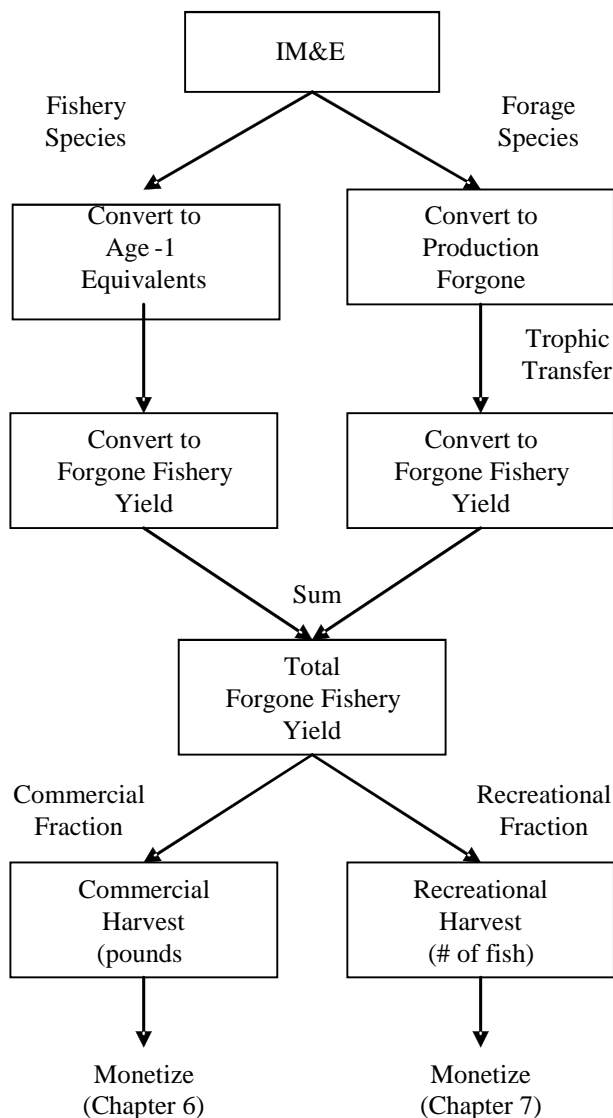 IM&E
Fishery
Species
Forage
Species
Convert to
Age -1
Equivalents
Convert to
Production
Forgone
Trophic
Transfer
Convert to
Forgone Fishery
Yield
Convert to
Forgone Fishery
Yield
Sum
Total
Forgone Fishery
Yield
Commercial
Fraction
Recreational
Fraction
Commercial
Harvest
(pounds
Recreational
Harvest
(# of fish)
Monetize
(Chapter 6)
Monetize
(Chapter 7)